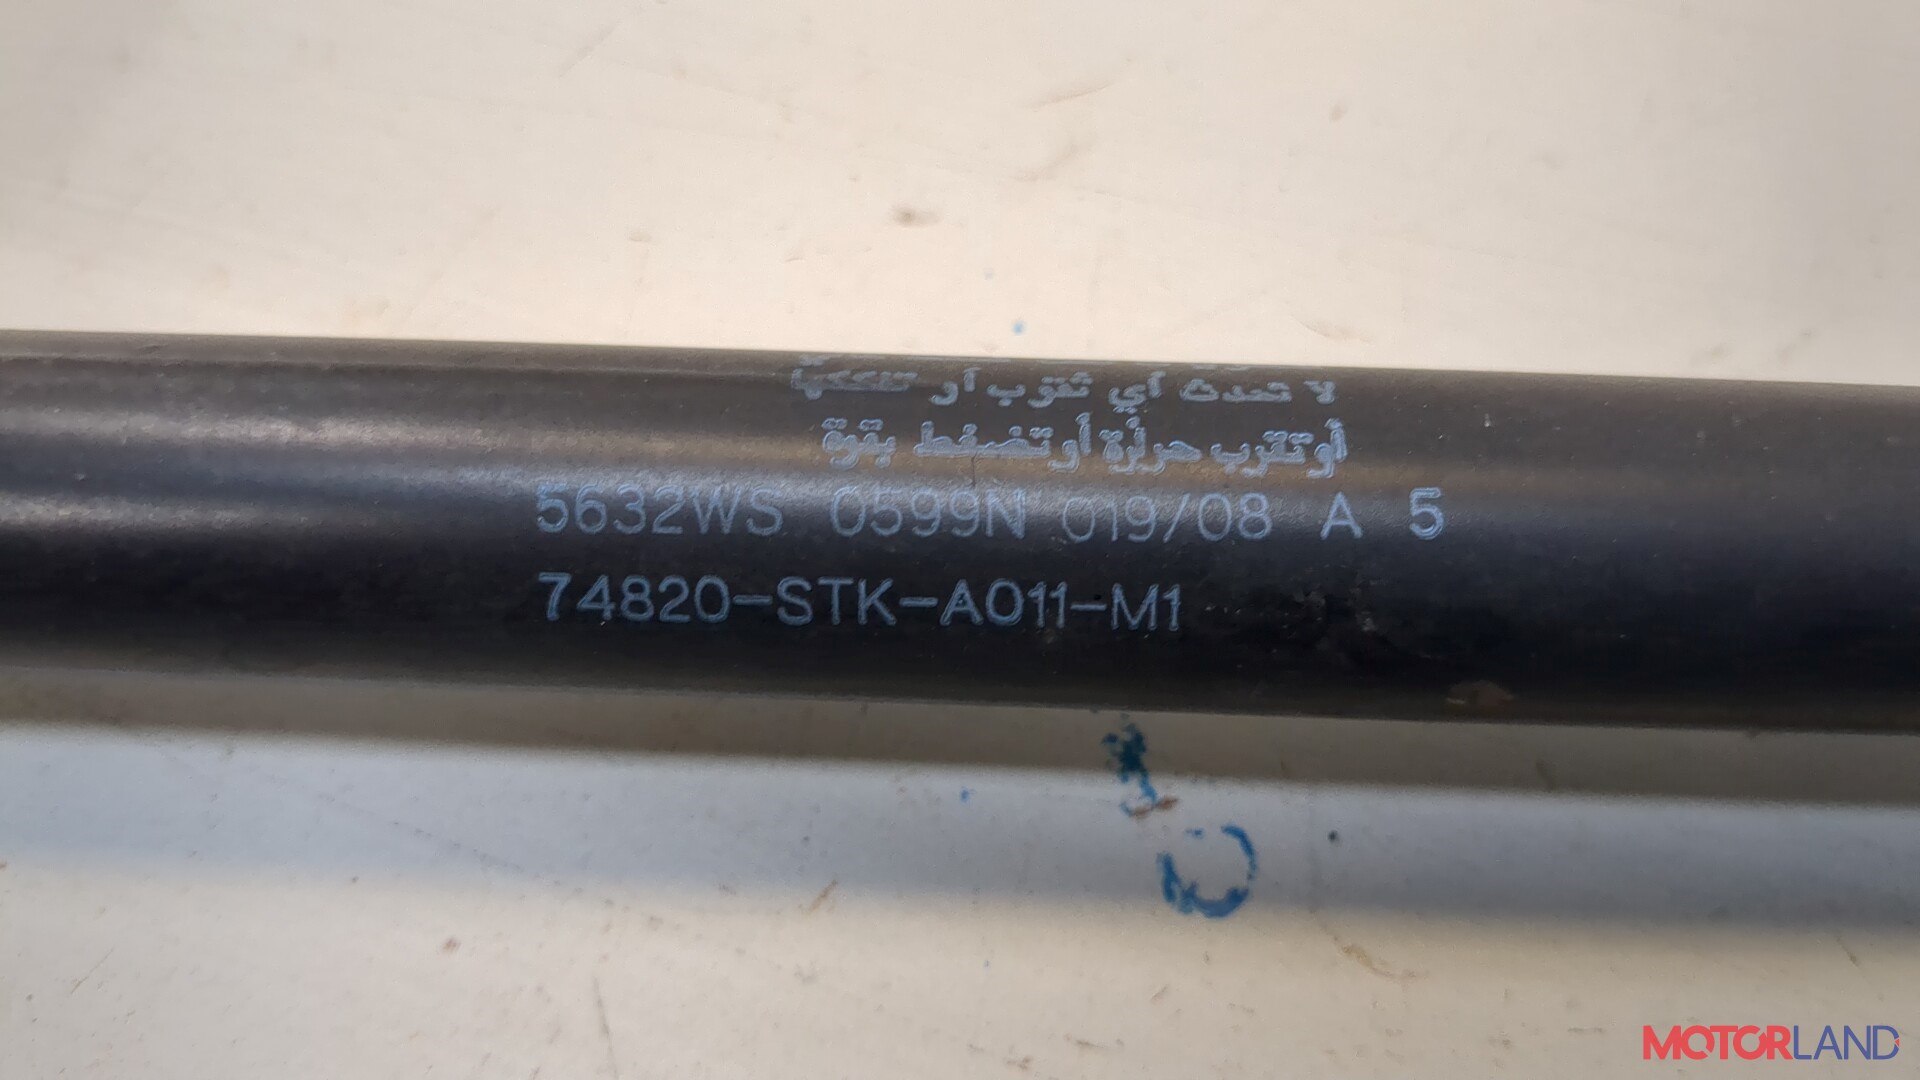 لا تحدث أي ثقوب أو تفككها
أو تقرب حرارة أو تضغط بقوة
5632WS 0599N 019/08 A 5
74820-STK-A011-M1
MOTORLAND